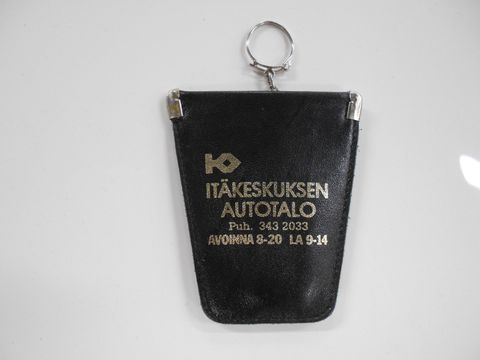 ITÄKESKUKSEN
AUTOTALO
Puh. 343 2033
AVOINNA 8-20 LA 9-14